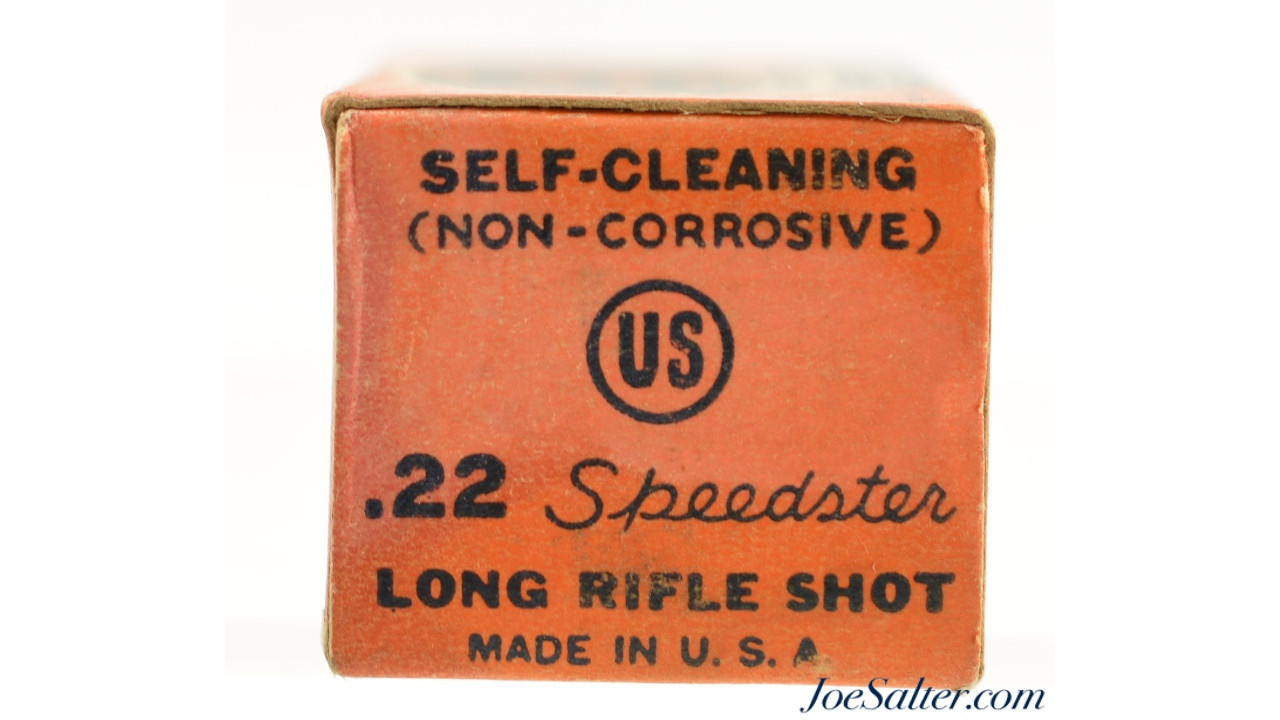 SELF-CLEANING
(NON-CORROSIVE)
US
.22 Speedster
LONG RIFLE SHOT
MADE IN U. S. A.
JoeSalter.com